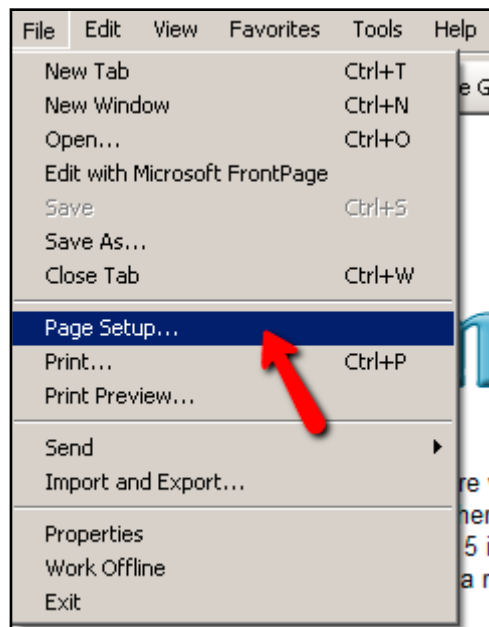 File Edit View Favorites Tools Help
New Tab Ctrl+T
New Window Ctrl+N
Open... Ctrl+O
Edit with Microsoft FrontPage
Save Ctrl+S
Save As...
Close Tab Ctrl+W
Page Setup...
Print... Ctrl+P
Print Preview...
Send
Import and Export...
Properties
Work Offline
Exit